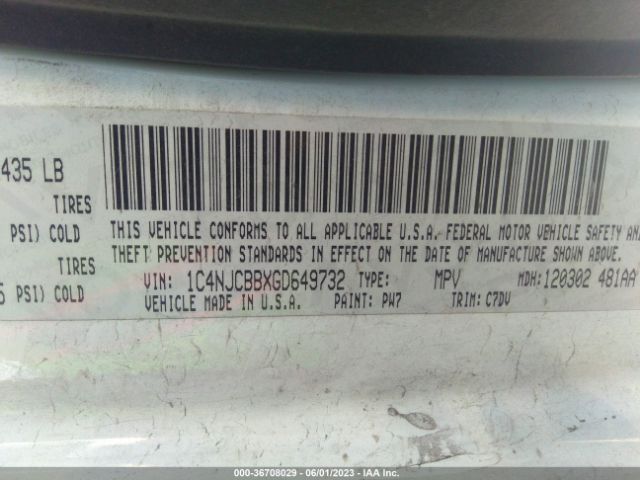 435 LB
TIRES
PSI) COLD
TIRES
5 PSI) COLD
THIS VEHICLE CONFORMS TO ALL APPLICABLE U.S.A. FEDERAL MOTOR VEHICLE SAFETY AN
THEFT PREVENTION STANDARDS IN EFFECT ON THE DATE OF MANUFACTURE SHOWN ABOVE.
VIN: 1C4NJCBBXGD649732 TYPE: MPV MDH: 120302 481AA
VEHICLE MADE IN U.S.A. PAINT: PW7 TRIM: C7DV
000-36708029 - 06/01/2023 - IAA Inc.